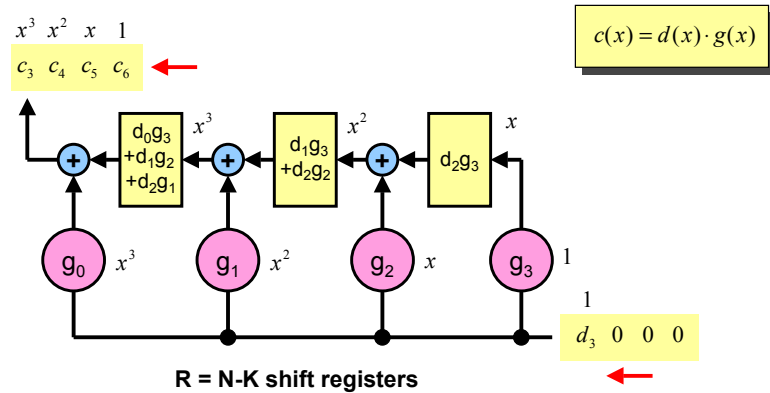 x³ x² x 1
c₃ c₄ c₅ c₆
c(x) = d(x) · g(x)
+
d₀g₃
+d₁g₂
+d₂g₁
x³
+
d₁g₃
+d₂g₂
x²
+
d₂g₃
x
g₀
x³
g₁
x²
g₂
x
g₃
1
1
d₃ 0 0 0
R = N-K shift registers